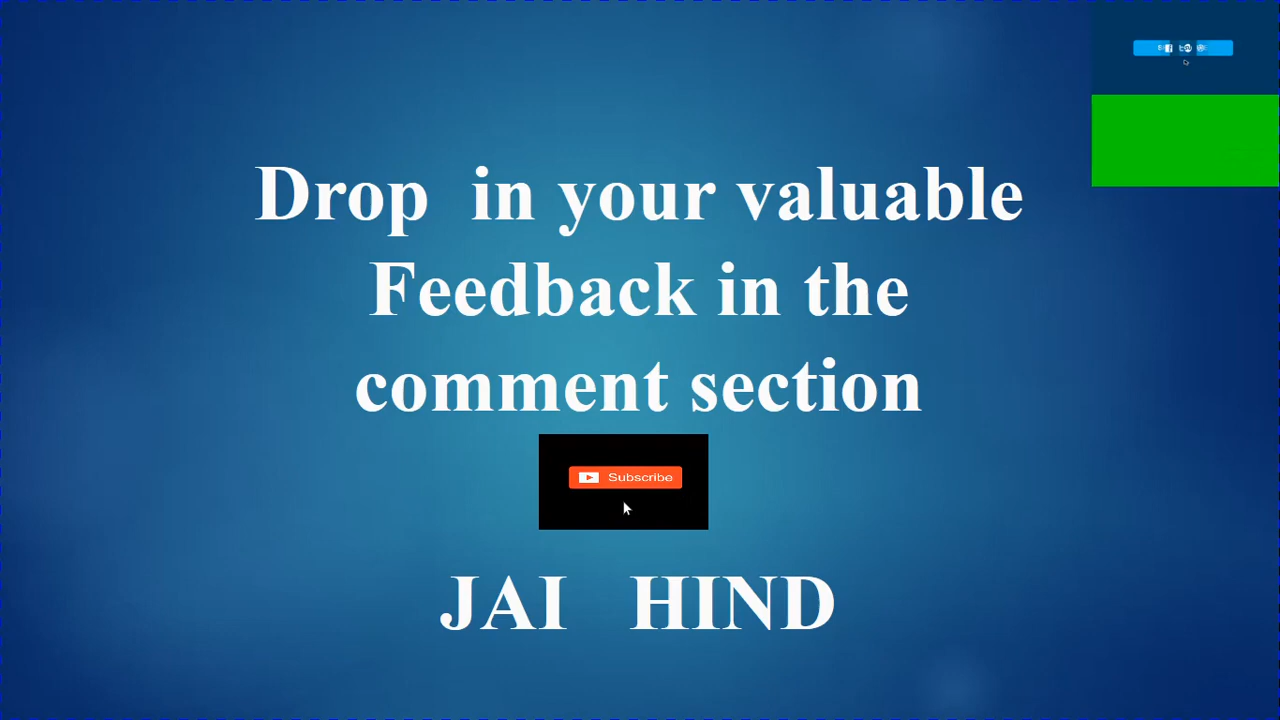 Drop in your valuable
Feedback in the
comment section
Subscribe
JAI HIND